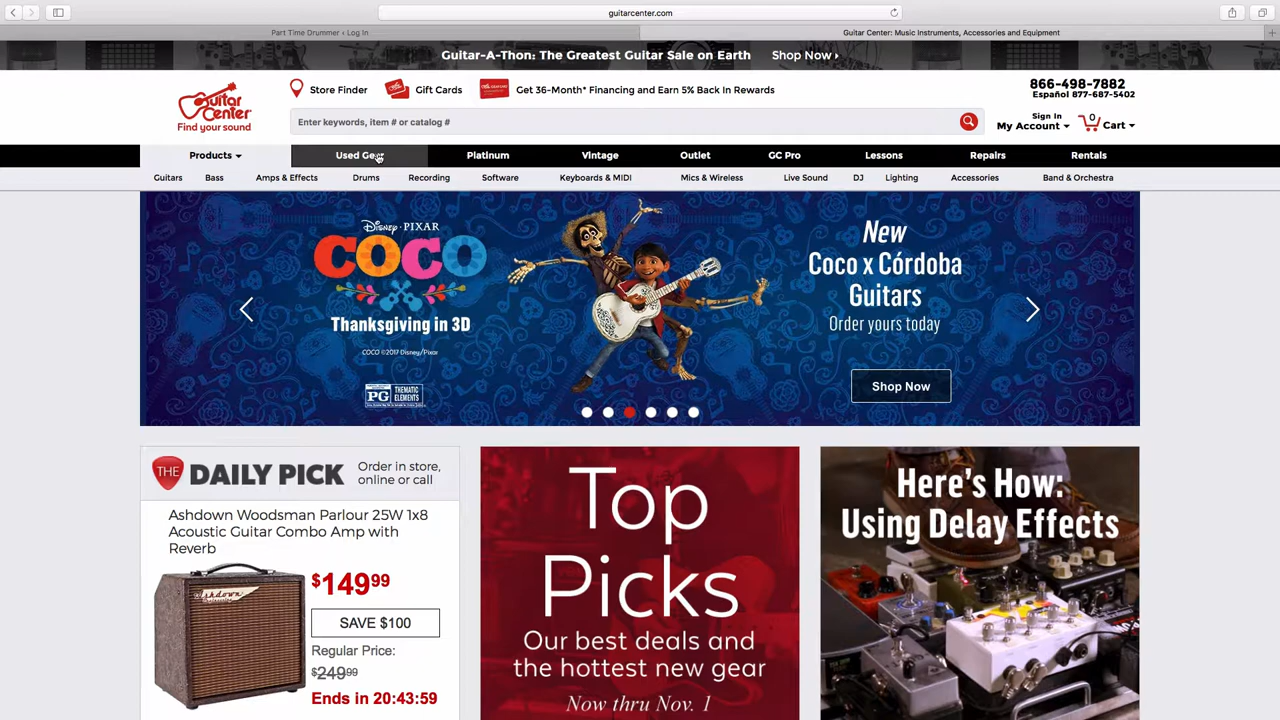 guitarcenter.com
Part Time Drummer ‹ Log In
Guitar Center: Music Instruments, Accessories and Equipment
Guitar-A-Thon: The Greatest Guitar Sale on Earth Shop Now
Guitar Center
Find your sound
Store Finder
Gift Cards
Get 36-Month* Financing and Earn 5% Back In Rewards
866-498-7882
Español 877-687-5402
Enter keywords, item # or catalog #
Sign In
My Account
0
Cart
Products
Used Gear
Platinum
Vintage
Outlet
GC Pro
Lessons
Repairs
Rentals
Guitars
Bass
Amps & Effects
Drums
Recording
Software
Keyboards & MIDI
Mics & Wireless
Live Sound
DJ
Lighting
Accessories
Band & Orchestra
Disney · PIXAR
COCO
Thanksgiving in 3D
COCO ©2017 Disney/Pixar
PG THEMATIC ELEMENTS
New
Coco x Córdoba
Guitars
Order yours today
Shop Now
THE DAILY PICK
Order in store,
online or call
Ashdown Woodsman Parlour 25W 1x8
Acoustic Guitar Combo Amp with
Reverb
$149.99
SAVE $100
Regular Price:
$249.99
Ends in 20:43:59
Ashdown
Top
Picks
Our best deals and
the hottest new gear
Now thru Nov. 1
Here's How:
Using Delay Effects